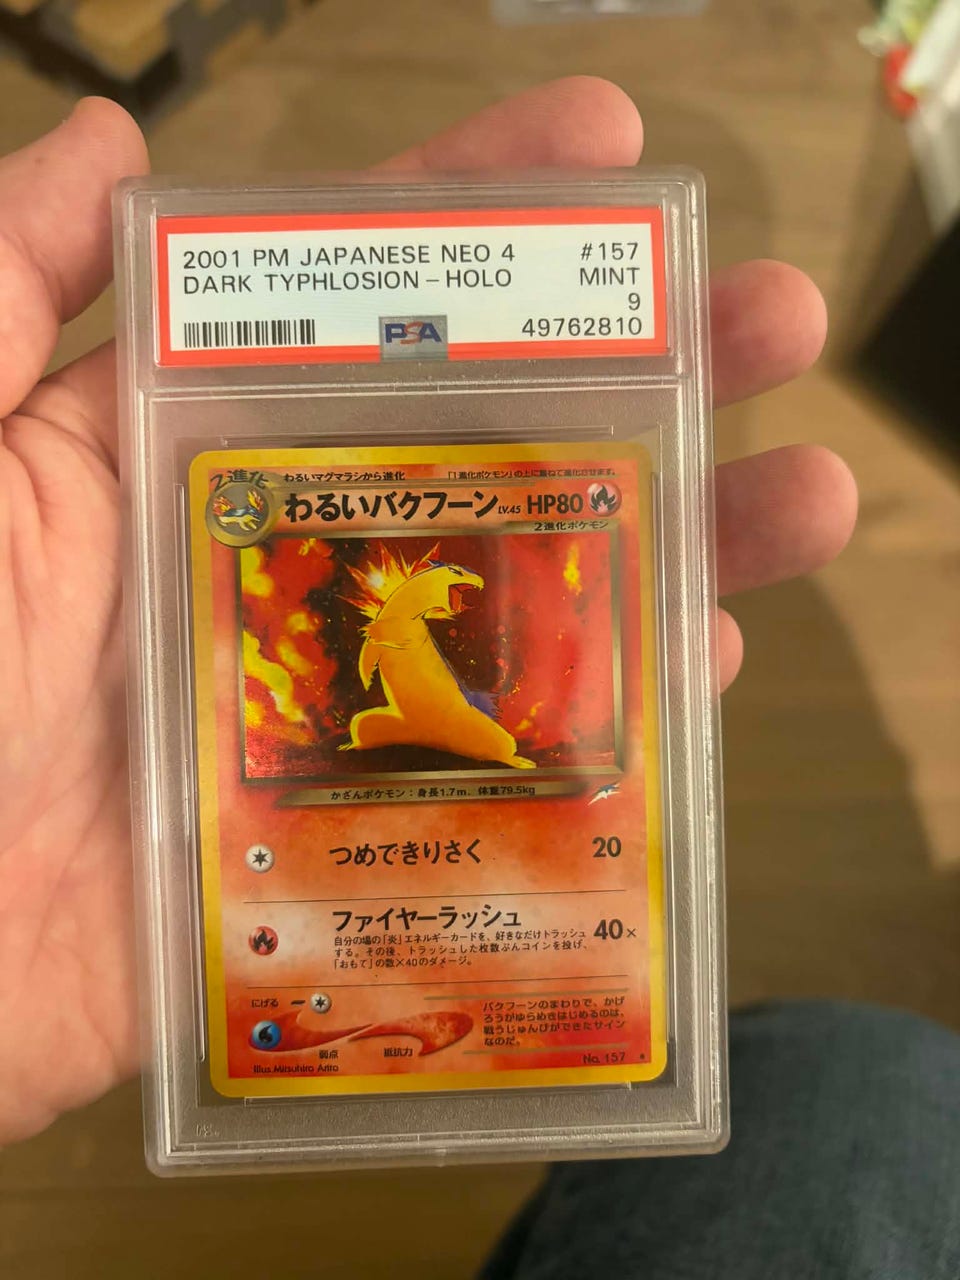 2001 PM JAPANESE NEO 4 #157
DARK TYPHLOSION – HOLO MINT
9
PSA 49762810
2進化 わるいマグマラシから進化 「1進化ポケモン」の上に重ねて進化させます。
わるいバクフーン LV.45 HP80
2進化ポケモン
かざんポケモン：身長1.7m．体重79.5kg
つめできりさく 20
ファイヤーラッシュ 40×
自分の場の「炎」エネルギーカードを、好きなだけトラッシュ
する。その後、トラッシュした枚数ぶんコインを投げ、
「おもて」の数×40のダメージ。
にげる
弱点 抵抗力
バクフーンのまわりで、かげ
ろうがゆらめきはじめるのは、
戦うじゅんびができたサイン
なのだ。
Illus.Mitsuhiro Arita
No. 157